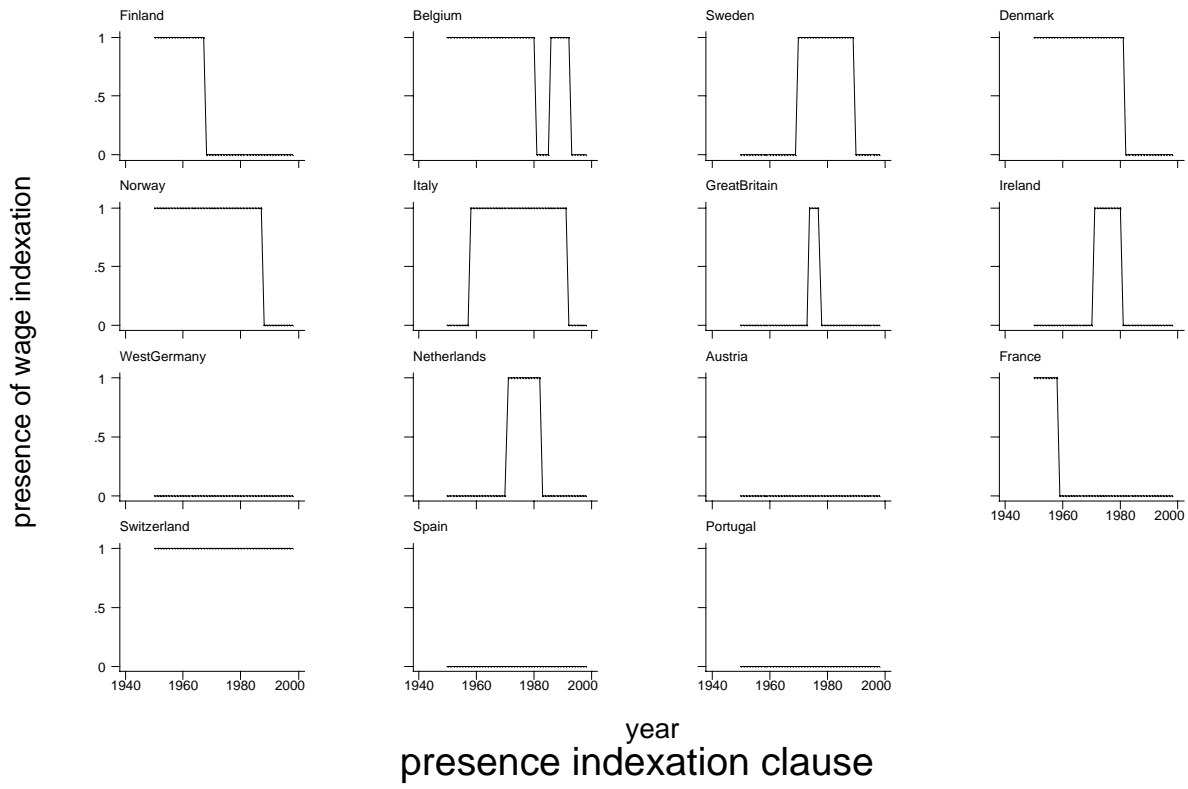 Finland
Belgium
Sweden
Denmark
1
.5
0
Norway
Italy
GreatBritain
Ireland
1
.5
0
WestGermany
Netherlands
Austria
France
1
.5
0
1940 1960 1980 2000
Switzerland
Spain
Portugal
1
.5
0
1940 1960 1980 2000
1940 1960 1980 2000
1940 1960 1980 2000
presence of wage indexation
year
presence indexation clause